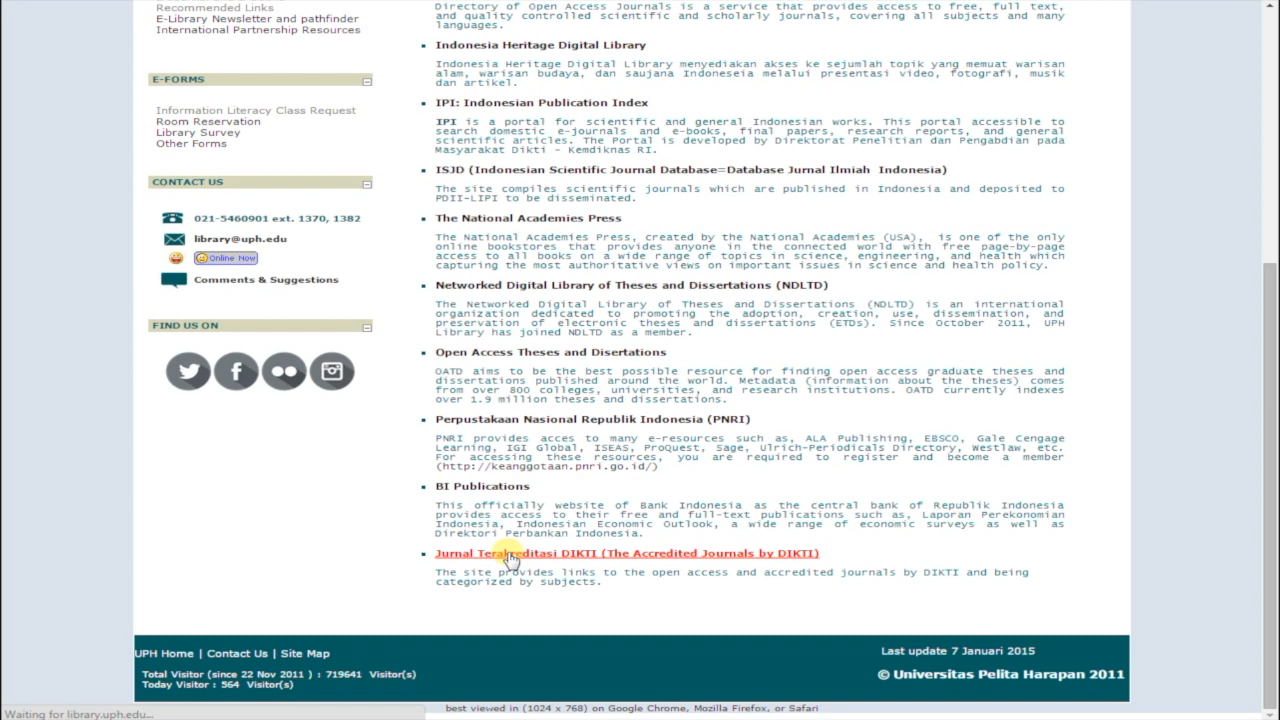 Recommended Links
E-Library Newsletter and pathfinder
International Partnership Resources
E-FORMS
Information Literacy Class Request
Room Reservation
Library Survey
Other Forms
CONTACT US
021-5460901 ext. 1370, 1382
library@uph.edu
Online Now
Comments & Suggestions
FIND US ON
Directory of Open Access Journals is a service that provides access to free, full text,
and quality controlled scientific and scholarly journals, covering all subjects and many
languages.
Indonesia Heritage Digital Library
Indonesia Heritage Digital Library menyediakan akses ke sejumlah topik yang memuat warisan
alam, warisan budaya, dan saujana Indoneseia melalui presentasi video, fotografi, musik
dan artikel.
IPI: Indonesian Publication Index
IPI is a portal for scientific and general Indonesian works. This portal accessible to
search domestic e-journals and e-books, final papers, research reports, and general
scientific articles. The Portal is developed by Direktorat Penelitian dan Pengabdian pada
Masyarakat Dikti - Kemdiknas RI.
ISJD (Indonesian Scientific Journal Database=Database Jurnal Ilmiah Indonesia)
The site compiles scientific journals which are published in Indonesia and deposited to
PDII-LIPI to be disseminated.
The National Academies Press
The National Academies Press, created by the National Academies (USA), is one of the only
online bookstores that provides anyone in the connected world with free page-by-page
access to all books on a wide range of topics in science, engineering, and health which
capturing the most authoritative views on important issues in science and health policy.
Networked Digital Library of Theses and Dissertations (NDLTD)
The Networked Digital Library of Theses and Dissertations (NDLTD) is an international
organization dedicated to promoting the adoption, creation, use, dissemination, and
preservation of electronic theses and dissertations (ETDs). Since October 2011, UPH
Library has joined NDLTD as a member.
Open Access Theses and Disertations
OATD aims to be the best possible resource for finding open access graduate theses and
dissertations published around the world. Metadata (information about the theses) comes
from over 800 colleges, universities, and research institutions. OATD currently indexes
over 1.9 million theses and dissertations.
Perpustakaan Nasional Republik Indonesia (PNRI)
PNRI provides acces to many e-resources such as, ALA Publishing, EBSCO, Gale Cengage
Learning, IGI Global, ISEAS, ProQuest, Sage, Ulrich-Periodicals Directory, Westlaw, etc.
For accessing these resources, you are required to register and become a member
(http://keanggotaan.pnri.go.id/)
BI Publications
This officially website of Bank Indonesia as the central bank of Republik Indonesia
provides access to their free and full-text publications such as, Laporan Perekonomian
Indonesia, Indonesian Economic Outlook, a wide range of economic surveys as well as
Direktori Perbankan Indonesia.
Jurnal Terakreditasi DIKTI (The Accredited Journals by DIKTI)
The site provides links to the open access and accredited journals by DIKTI and being
categorized by subjects.
UPH Home | Contact Us | Site Map
Last update 7 Januari 2015
Total Visitor (since 22 Nov 2011 ) : 719641 Visitor(s)
Today Visitor : 564 Visitor(s)
© Universitas Pelita Harapan 2011
Waiting for library.uph.edu...
best viewed in (1024 x 768) on Google Chrome, Mozilla Firefox, or Safari